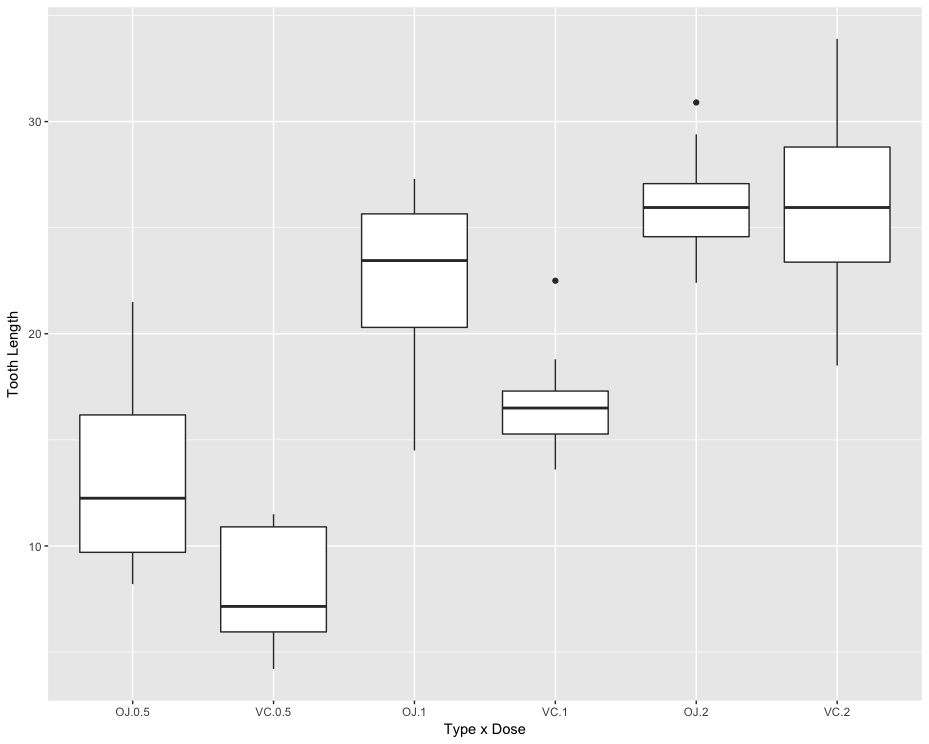 30
20
10
Tooth Length
OJ.0.5 VC.0.5 OJ.1 VC.1 OJ.2 VC.2
Type x Dose